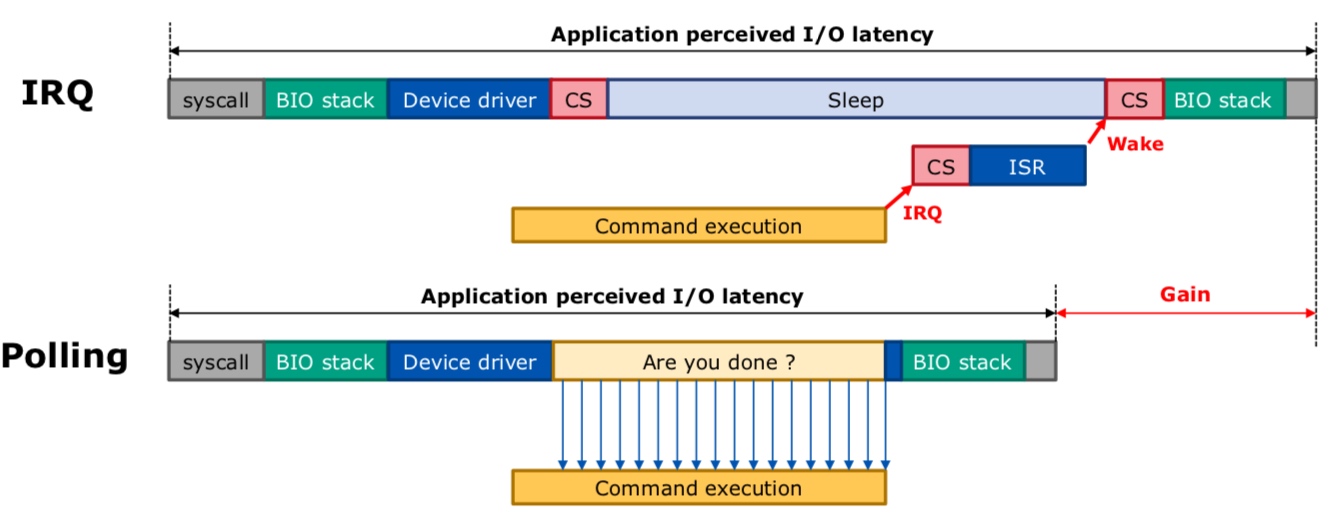 Application perceived I/O latency
IRQ
syscall BIO stack Device driver CS Sleep CS BIO stack
Wake
CS ISR
IRQ
Command execution
Application perceived I/O latency
Gain
Polling
syscall BIO stack Device driver Are you done ? BIO stack
Command execution